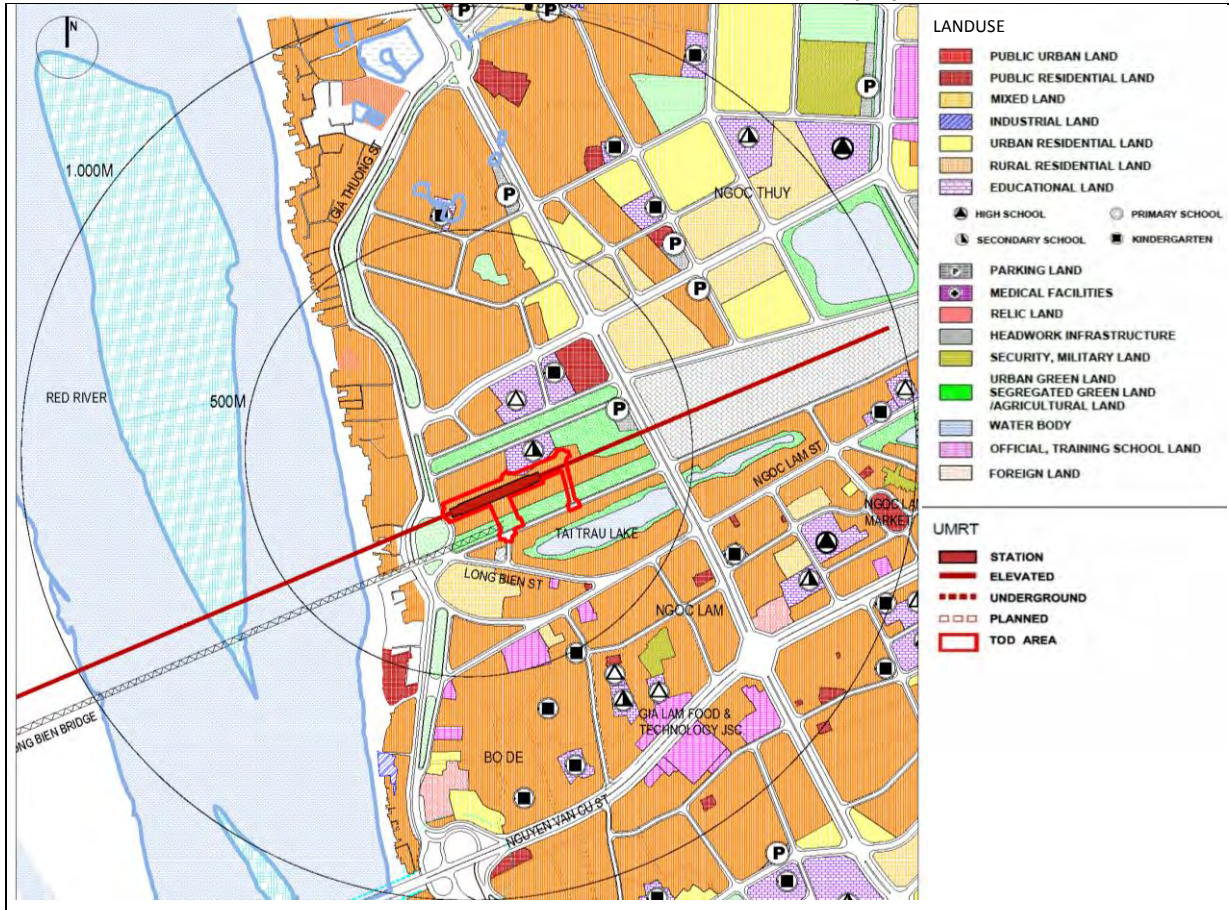 N
P
P
P
1.000M
GIA THUONG ST
P
NGOC THUY
P
P
RED RIVER
500M
P
NGOC LAM ST
NGOC LAM
MARKET
TAI TRAU LAKE
LONG BIEN ST
NGOC LAM
GIA LAM FOOD &
TECHNOLOGY JSC
ONG BIEN BRIDGE
BO DE
NGUYEN VAN CU ST
P
LANDUSE
PUBLIC URBAN LAND
PUBLIC RESIDENTIAL LAND
MIXED LAND
INDUSTRIAL LAND
URBAN RESIDENTIAL LAND
RURAL RESIDENTIAL LAND
EDUCATIONAL LAND
HIGH SCHOOL PRIMARY SCHOOL
SECONDARY SCHOOL KINDERGARTEN
P PARKING LAND
MEDICAL FACILITIES
RELIC LAND
HEADWORK INFRASTRUCTURE
SECURITY, MILITARY LAND
URBAN GREEN LAND
SEGREGATED GREEN LAND
/AGRICULTURAL LAND
WATER BODY
OFFICIAL, TRAINING SCHOOL LAND
FOREIGN LAND
UMRT
STATION
ELEVATED
UNDERGROUND
PLANNED
TOD AREA